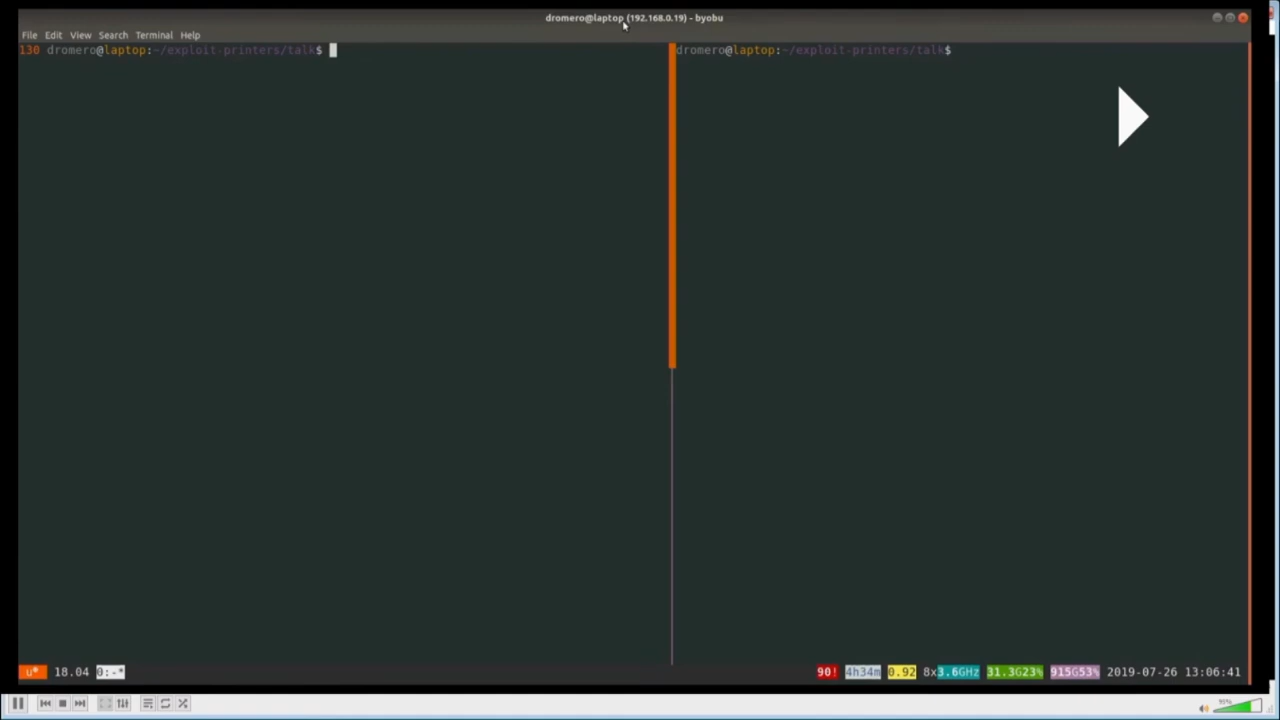 dromero@laptop (192.168.0.19) - byobu
File Edit View Search Terminal Help
130 dromero@laptop:~/exploit-printers/talk$
dromero@laptop:~/exploit-printers/talk$
u* 18.04 0:-* 90! 4h34m 0.92 8x3.6GHz 31.3G23% 915G53% 2019-07-26 13:06:41